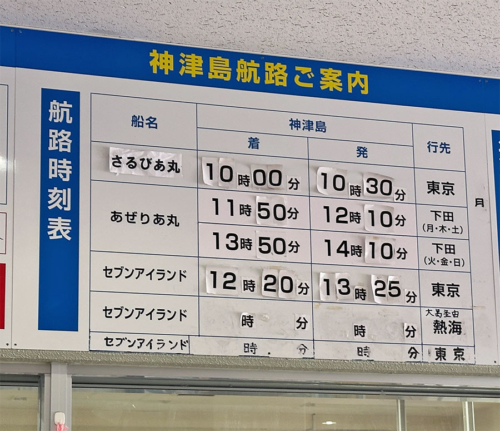 神津島航路ご案内
航路時刻表
船名 神津島 行先
着 発
さるびあ丸 10時00分 10時30分 東京
あぜりあ丸 11時50分 12時10分 下田
(月・木・土)
13時50分 14時10分 下田
(火・金・日)
セブンアイランド 12時20分 13時25分 東京
セブンアイランド 時 分 時 分 熱海
セブンアイランド 時 分 時 分 東京
月